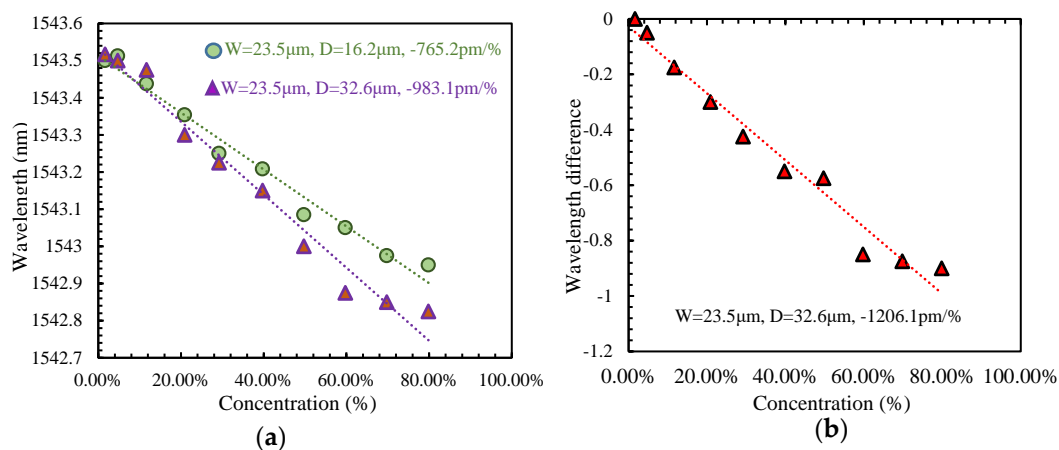 1543.6
1543.5
1543.4
1543.3
1543.2
1543.1
1543
1542.9
1542.8
1542.7
Wavelength (nm)
W=23.5μm, D=16.2μm, -765.2pm/%
W=23.5μm, D=32.6μm, -983.1pm/%
0.00% 20.00% 40.00% 60.00% 80.00% 100.00%
Concentration (%)
(a)
0
-0.2
-0.4
-0.6
-0.8
-1
-1.2
Wavelength difference
W=23.5μm, D=32.6μm, -1206.1pm/%
0.00% 20.00% 40.00% 60.00% 80.00% 100.00%
Concentration (%)
(b)